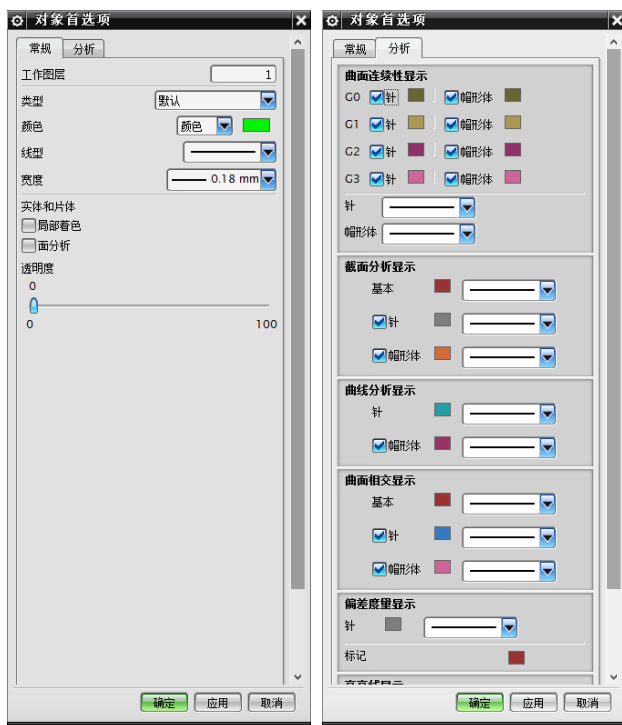 对象首选项
常规 分析
工作图层 1
类型 默认
颜色 颜色
线型
宽度 0.18 mm
实体和片体
局部着色
面分析
透明度
0
0 100
确定 应用 取消
对象首选项
常规 分析
曲面连续性显示
G0 针 帽形体
G1 针 帽形体
G2 针 帽形体
G3 针 帽形体
针
帽形体
截面分析显示
基本
针
帽形体
曲线分析显示
针
帽形体
曲面相交显示
基本
针
帽形体
偏差度量显示
针
标记
确定 应用 取消